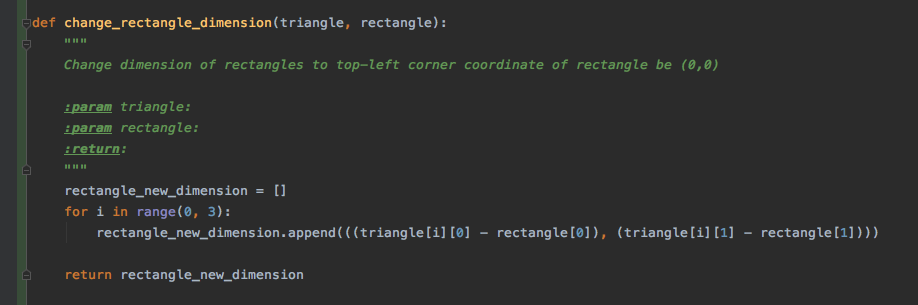 def change_rectangle_dimension(triangle, rectangle):
"""
Change dimension of rectangles to top-left corner coordinate of rectangle be (0,0)
:param triangle:
:param rectangle:
:return:
"""
rectangle_new_dimension = []
for i in range(0, 3):
rectangle_new_dimension.append(((triangle[i][0] - rectangle[0]), (triangle[i][1] - rectangle[1])))
return rectangle_new_dimension